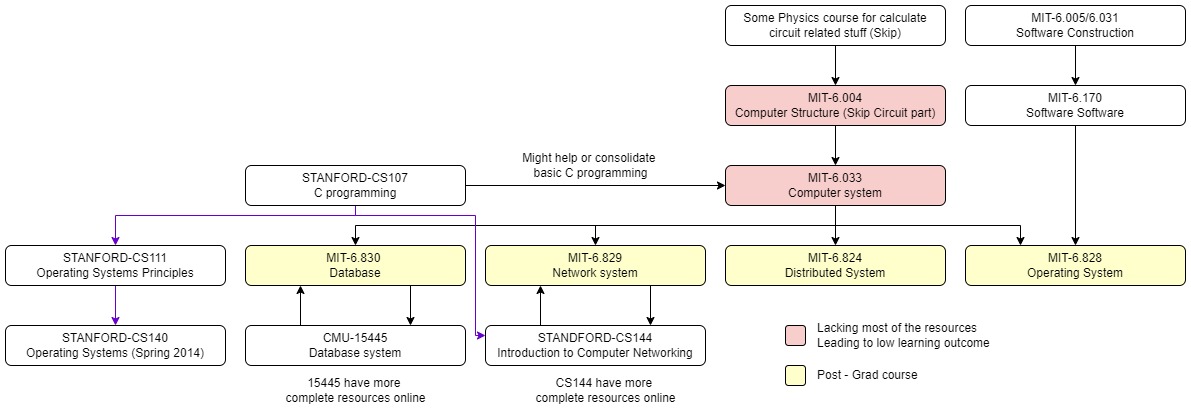 Some Physics course for calculate
circuit related stuff (Skip)
MIT-6.005/6.031
Software Construction
MIT-6.004
Computer Structure (Skip Circuit part)
MIT-6.170
Software Software
Might help or consolidate
basic C programming
STANFORD-CS107
C programming
MIT-6.033
Computer system
STANFORD-CS111
Operating Systems Principles
MIT-6.830
Database
MIT-6.829
Network system
MIT-6.824
Distributed System
MIT-6.828
Operating System
STANFORD-CS140
Operating Systems (Spring 2014)
CMU-15445
Database system
STANDFORD-CS144
Introduction to Computer Networking
Lacking most of the resources
Leading to low learning outcome
Post - Grad course
15445 have more
complete resources online
CS144 have more
complete resources online